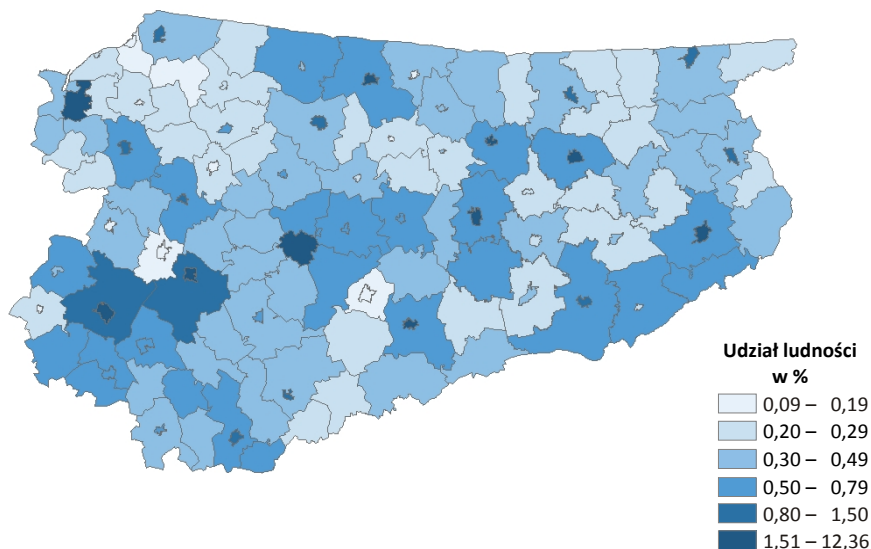 Udział ludności
w %
0,09 – 0,19
0,20 – 0,29
0,30 – 0,49
0,50 – 0,79
0,80 – 1,50
1,51 – 12,36